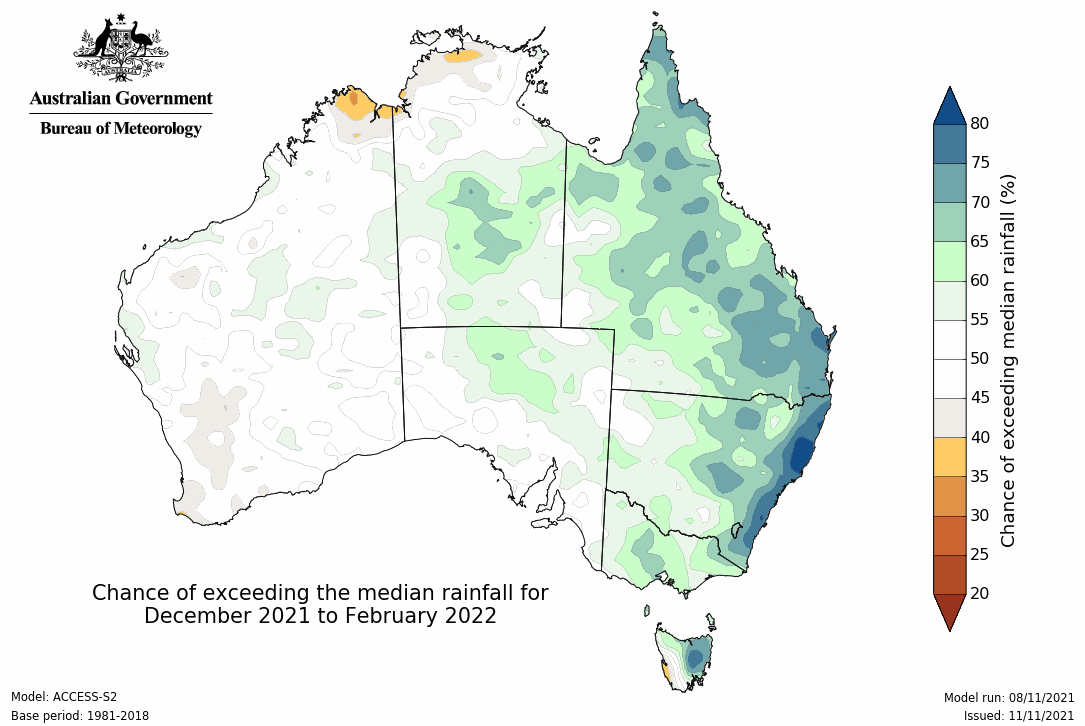 Australian Government
Bureau of Meteorology
80
75
70
65
60
55
50
45
40
35
30
25
20
Chance of exceeding median rainfall (%)
Chance of exceeding the median rainfall for
December 2021 to February 2022
Model: ACCESS-S2
Base period: 1981-2018
Model run: 08/11/2021
Issued: 11/11/2021